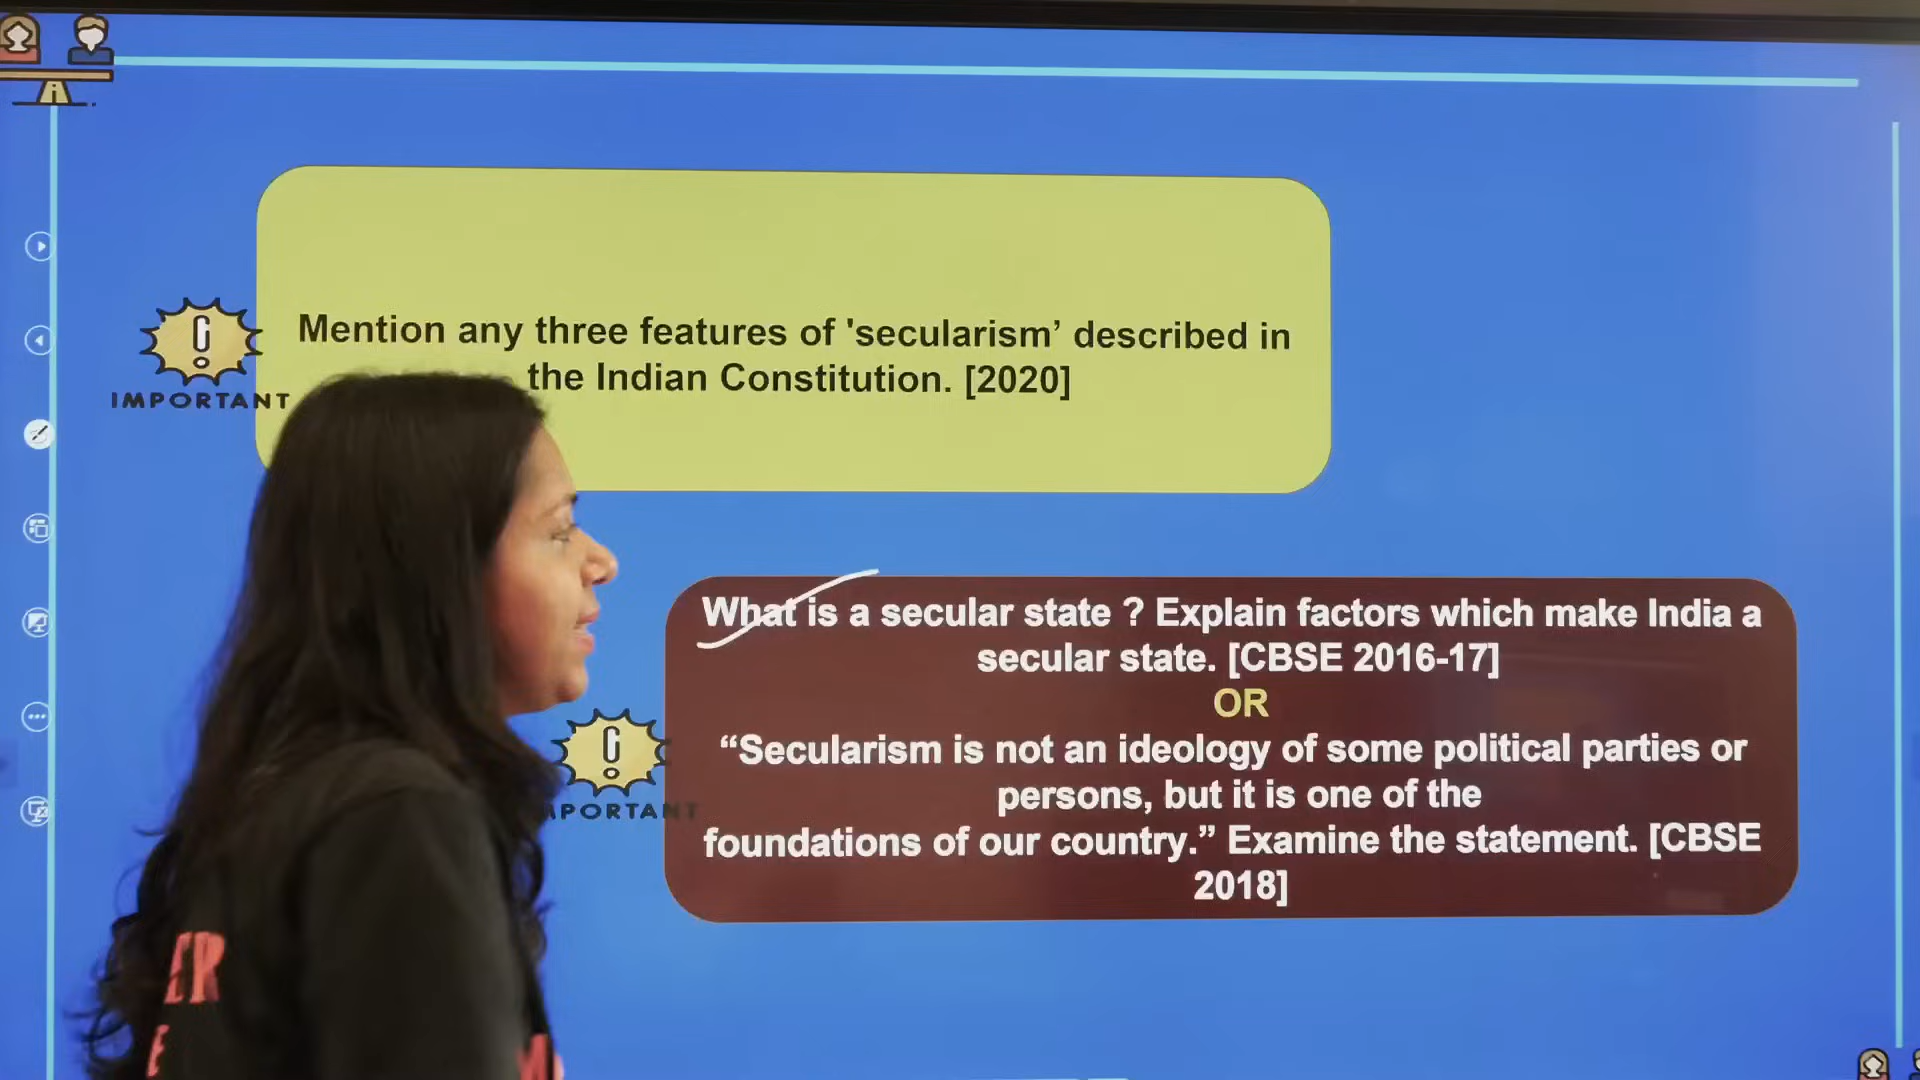 Mention any three features of 'secularism’ described in
the Indian Constitution. [2020]
IMPORTANT
What is a secular state ? Explain factors which make India a
secular state. [CBSE 2016-17]
OR
“Secularism is not an ideology of some political parties or
persons, but it is one of the
foundations of our country.” Examine the statement. [CBSE
2018]
PORTANT
ER
E